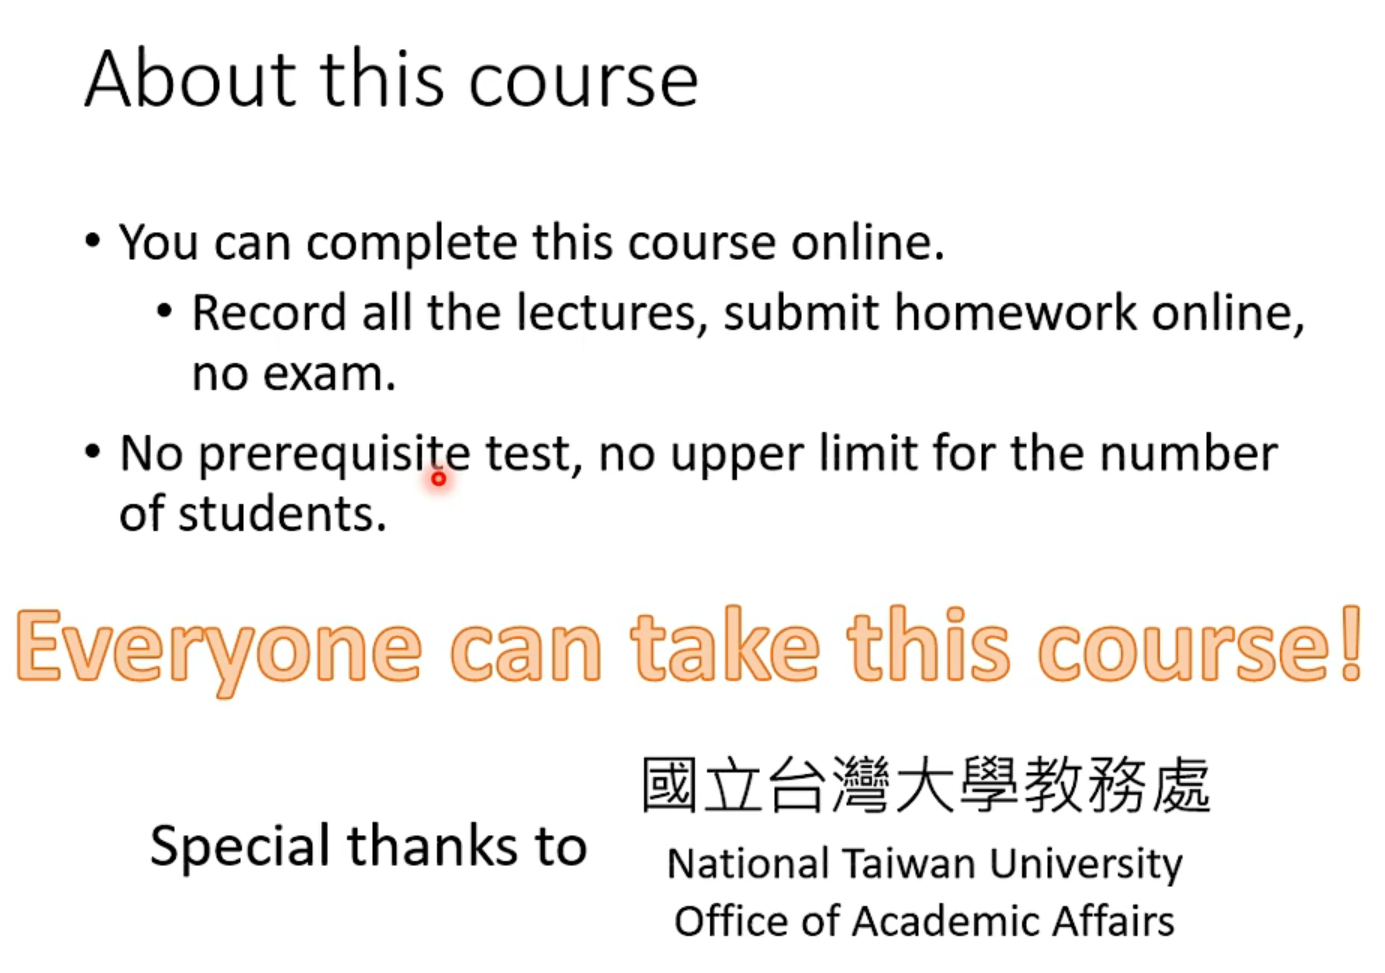 About this course
• You can complete this course online.
• Record all the lectures, submit homework online,
no exam.
• No prerequisite test, no upper limit for the number
of students.
Everyone can take this course!
Special thanks to
國立台灣大學教務處
National Taiwan University
Office of Academic Affairs